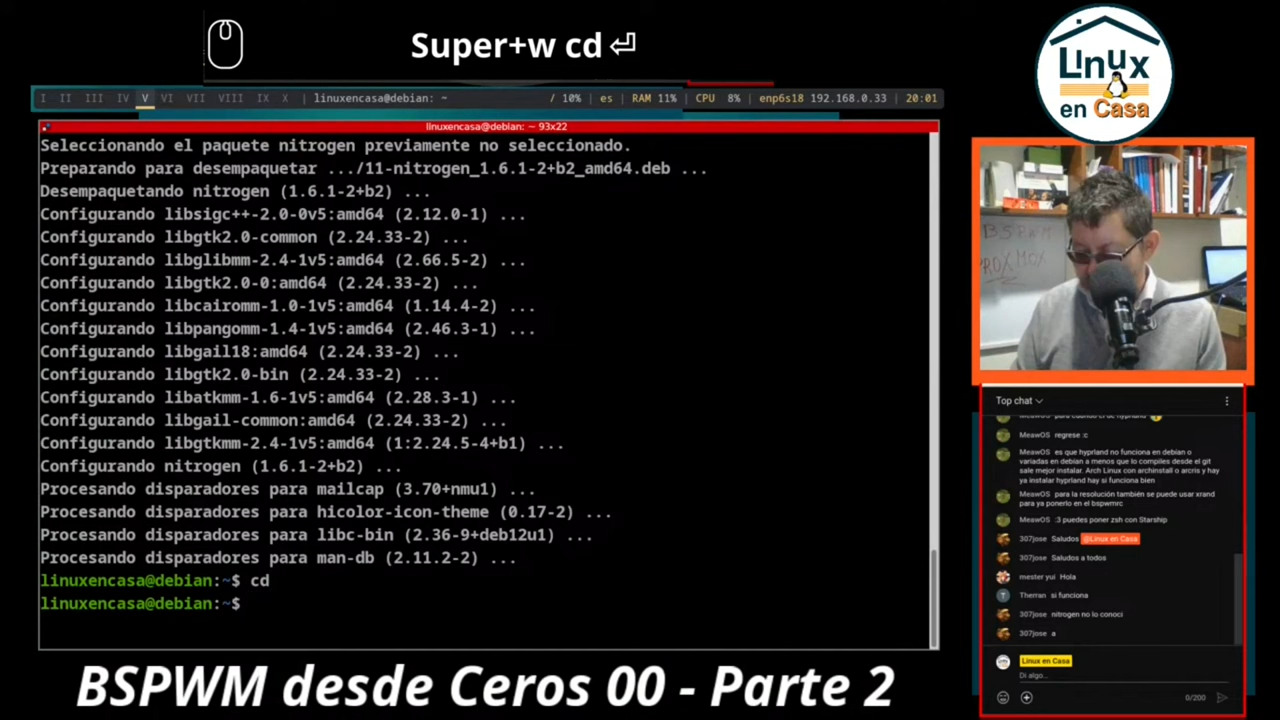 Super+w cd
I II III IV V VI VII VIII IX X | linuxencasa@debian: ~ / 10% | es | RAM 11% | CPU 8% | enp6s18 192.168.0.33 | 20:01
linuxencasa@debian: ~ 93x22
Seleccionando el paquete nitrogen previamente no seleccionado.
Preparando para desempaquetar .../11-nitrogen_1.6.1-2+b2_amd64.deb ...
Desempaquetando nitrogen (1.6.1-2+b2) ...
Configurando libsigc++-2.0-0v5:amd64 (2.12.0-1) ...
Configurando libgtk2.0-common (2.24.33-2) ...
Configurando libglibmm-2.4-1v5:amd64 (2.66.5-2) ...
Configurando libgtk2.0-0:amd64 (2.24.33-2) ...
Configurando libcairomm-1.0-1v5:amd64 (1.14.4-2) ...
Configurando libpangomm-1.4-1v5:amd64 (2.46.3-1) ...
Configurando libgail18:amd64 (2.24.33-2) ...
Configurando libgtk2.0-bin (2.24.33-2) ...
Configurando libatkmm-1.6-1v5:amd64 (2.28.3-1) ...
Configurando libgail-common:amd64 (2.24.33-2) ...
Configurando libgtkmm-2.4-1v5:amd64 (1:2.24.5-4+b1) ...
Configurando nitrogen (1.6.1-2+b2) ...
Procesando disparadores para mailcap (3.70+nmu1) ...
Procesando disparadores para hicolor-icon-theme (0.17-2) ...
Procesando disparadores para libc-bin (2.36-9+deb12u1) ...
Procesando disparadores para man-db (2.11.2-2) ...
linuxencasa@debian:~$ cd
linuxencasa@debian:~$
BSPWM desde Ceros 00 - Parte 2
Linux
en Casa
BSPWM
PROXMOX
Top chat
MeawOS regrese :c
MeawOS es que hyprland no funciona en debian o
variadas en debian a menos que lo compiles desde el git
sale mejor instalar. Arch Linux con archinstall o arcris y hay
ya instalar hyprland hay si funciona bien
MeawOS para la resolución también se puede usar xrand
para ya ponerlo en el bspwmrc
MeawOS :3 puedes poner zsh con Starship
307jose Saludos @Linux en Casa
307jose Saludos a todos
mester yui Hola
T Therran si funciona
307jose nitrogen no lo conoci
307jose a
Linux en Casa
Di algo...
0/200